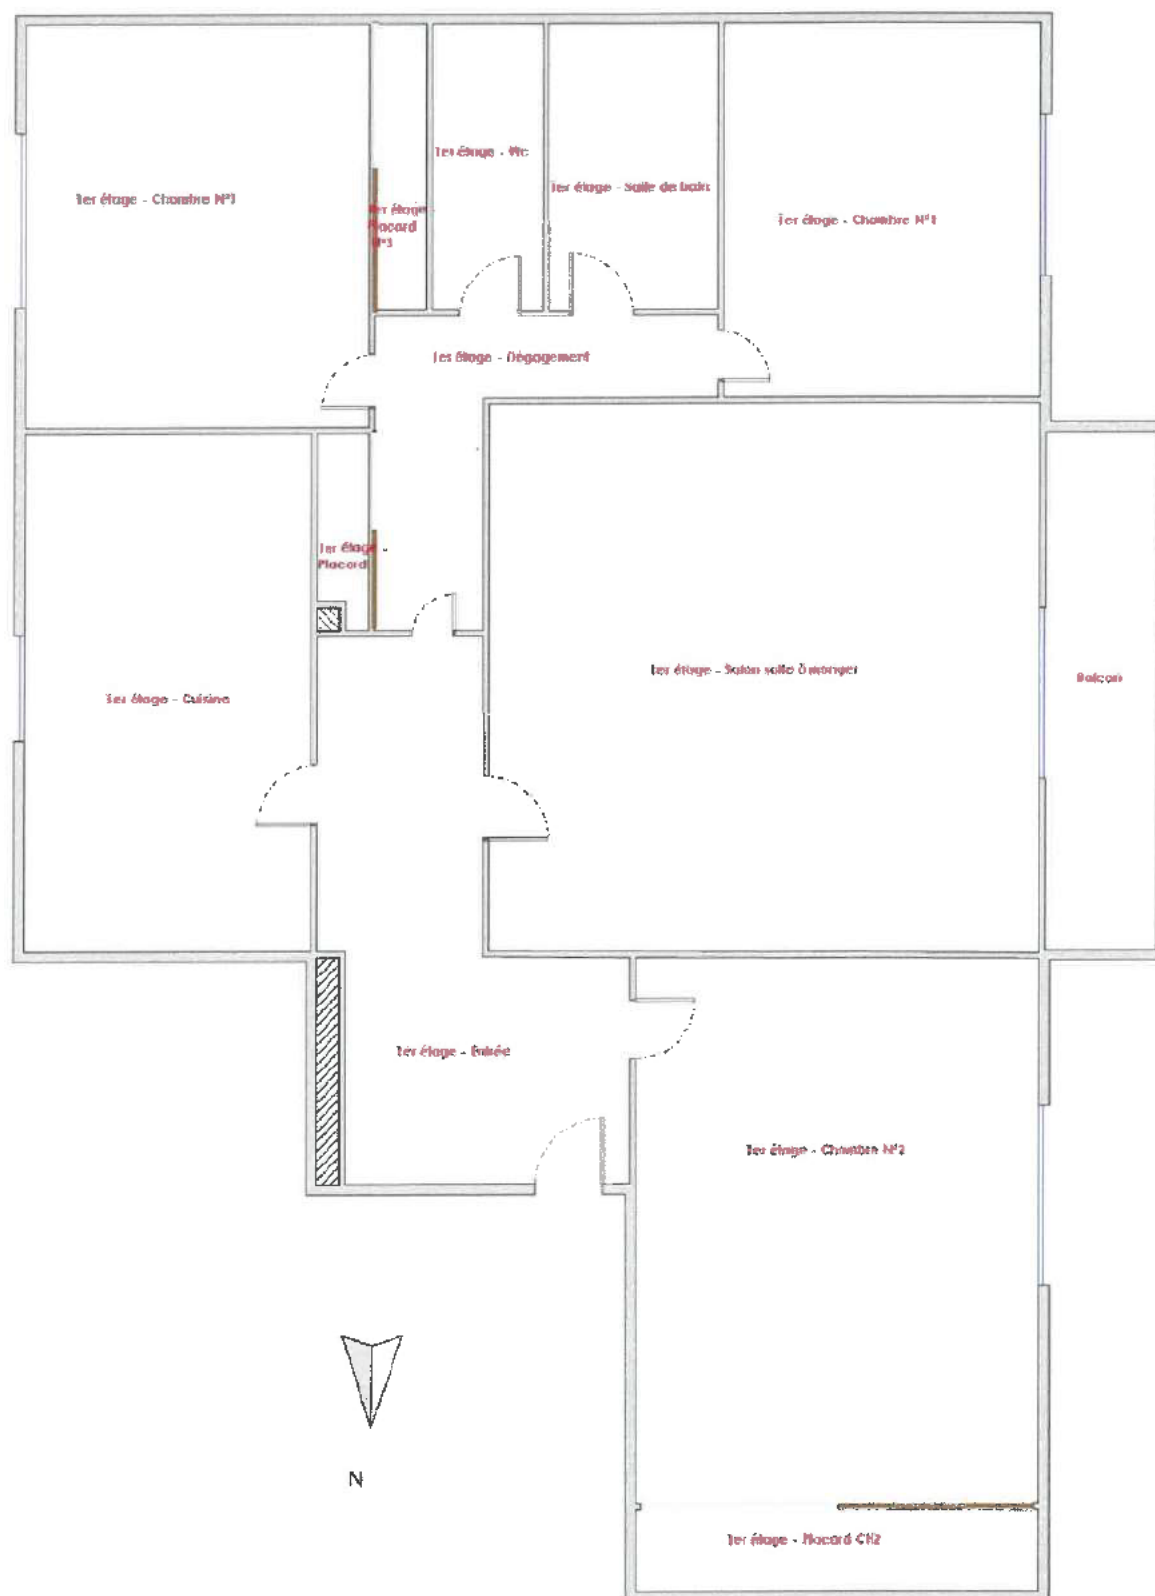 1er étage - Wc
1er étage - Salle de bain
1er étage - Chambre N°3
1er étage -
Placard
N°3
1er étage - Chambre N°1
1er étage - Dégagement
1er étage -
Placard
1er étage - Salon salle à manger
Balcon
1er étage - Cuisine
1er étage - Entrée
1er étage - Chambre N°2
N
1er étage - Placard CH2